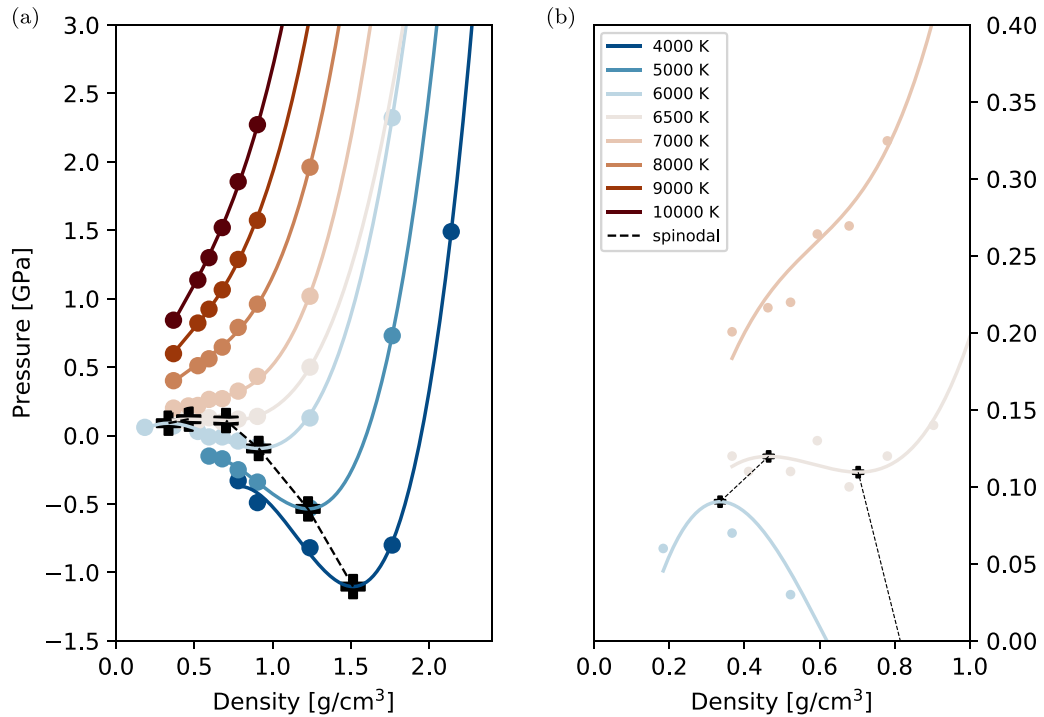 (a)
(b)
3.0
2.5
2.0
1.5
1.0
0.5
0.0
−0.5
−1.0
−1.5
Pressure [GPa]
0.0 0.5 1.0 1.5 2.0
Density [g/cm³]
4000 K
5000 K
6000 K
6500 K
7000 K
8000 K
9000 K
10000 K
spinodal
0.40
0.35
0.30
0.25
0.20
0.15
0.10
0.05
0.00
0.0 0.2 0.4 0.6 0.8 1.0
Density [g/cm³]